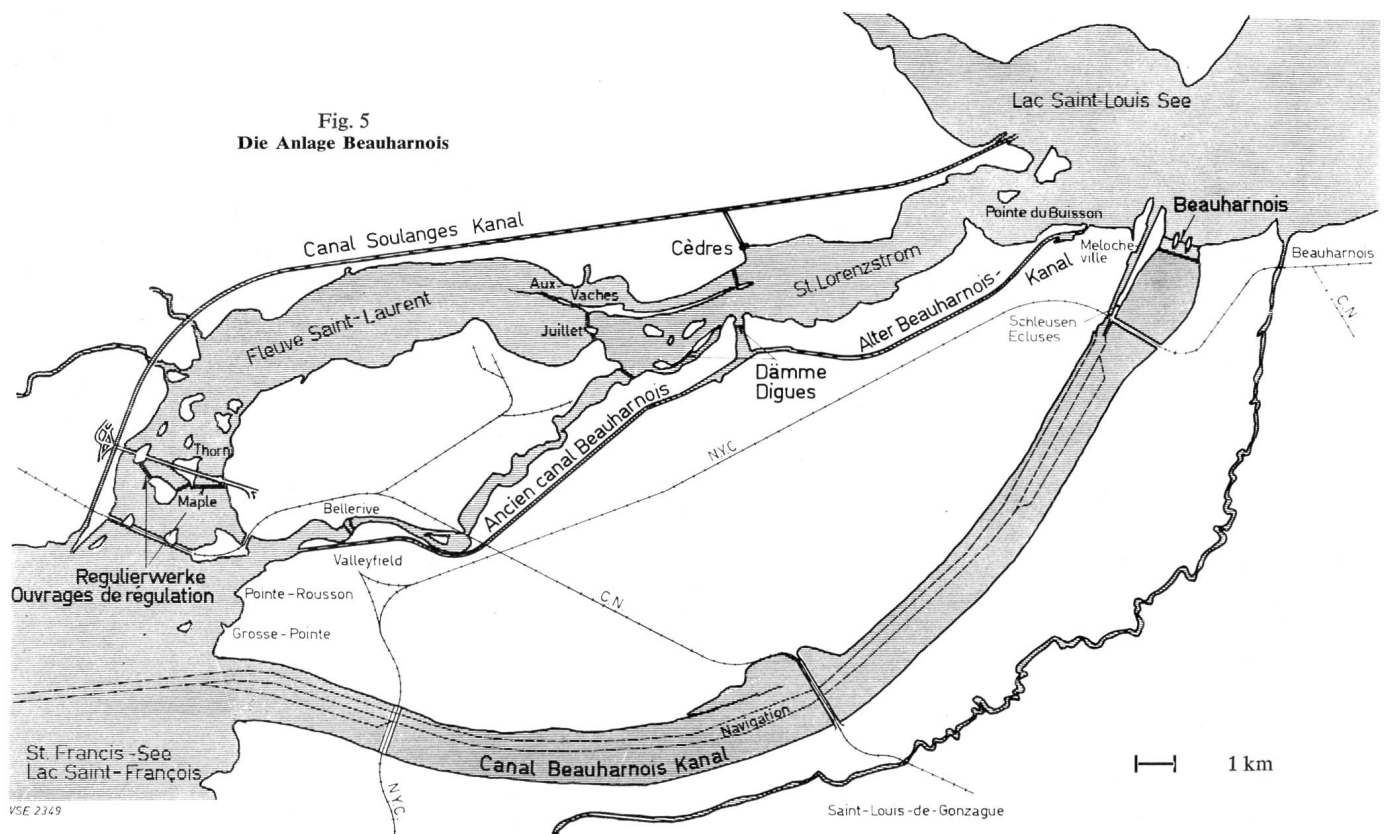 Fig. 5
Die Anlage Beauharnois
Lac Saint-Louis See
Canal Soulanges Kanal
Cèdres
Pointe du Buisson
Beauharnois
Meloche-
ville
Beauharnois
C.N.
Aux-
Vaches
St. Lorenzstrom
Fleuve Saint-Laurent
Juillet
Alter Beauharnois-
Kanal
Schleusen
Ecluses
Dämme
Digues
Ancien canal Beauharnois
N.Y.C.
Thorn
Maple
Bellerive
Valleyfield
Regulierwerke
Ouvrages de régulation
Pointe-Rousson
Grosse-Pointe
C.N.
Navigation
Canal Beauharnois Kanal
St. Francis-See
Lac Saint-François
N.Y.C.
1 km
Saint-Louis-de-Gonzague
VSE 2349